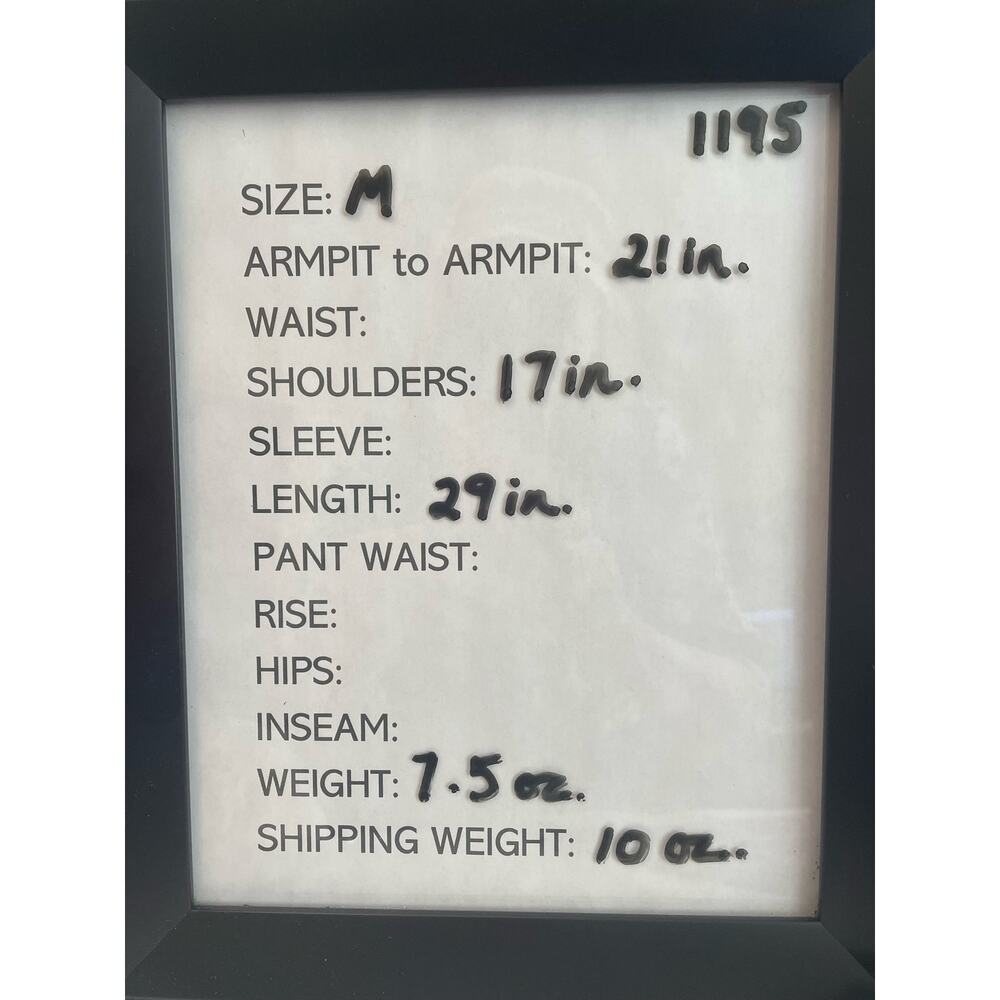 1195
SIZE: M
ARMPIT to ARMPIT: 21 in.
WAIST:
SHOULDERS: 17 in.
SLEEVE:
LENGTH: 29 in.
PANT WAIST:
RISE:
HIPS:
INSEAM:
WEIGHT: 7.5 oz.
SHIPPING WEIGHT: 10 oz.